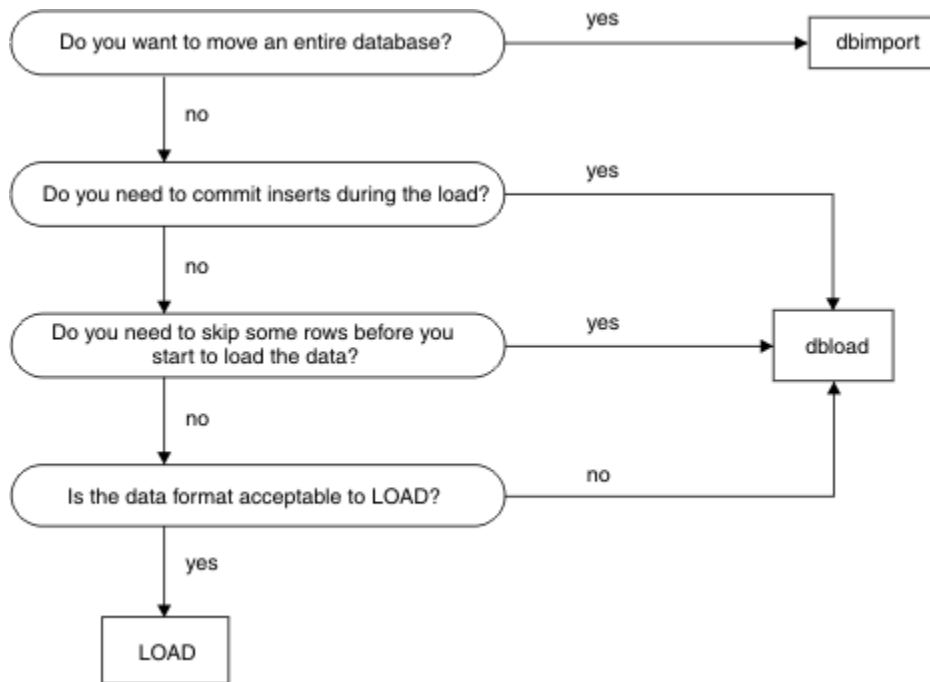 Do you want to move an entire database?
yes
dbimport
no
Do you need to commit inserts during the load?
yes
no
Do you need to skip some rows before you
start to load the data?
yes
dbload
no
Is the data format acceptable to LOAD?
no
yes
LOAD